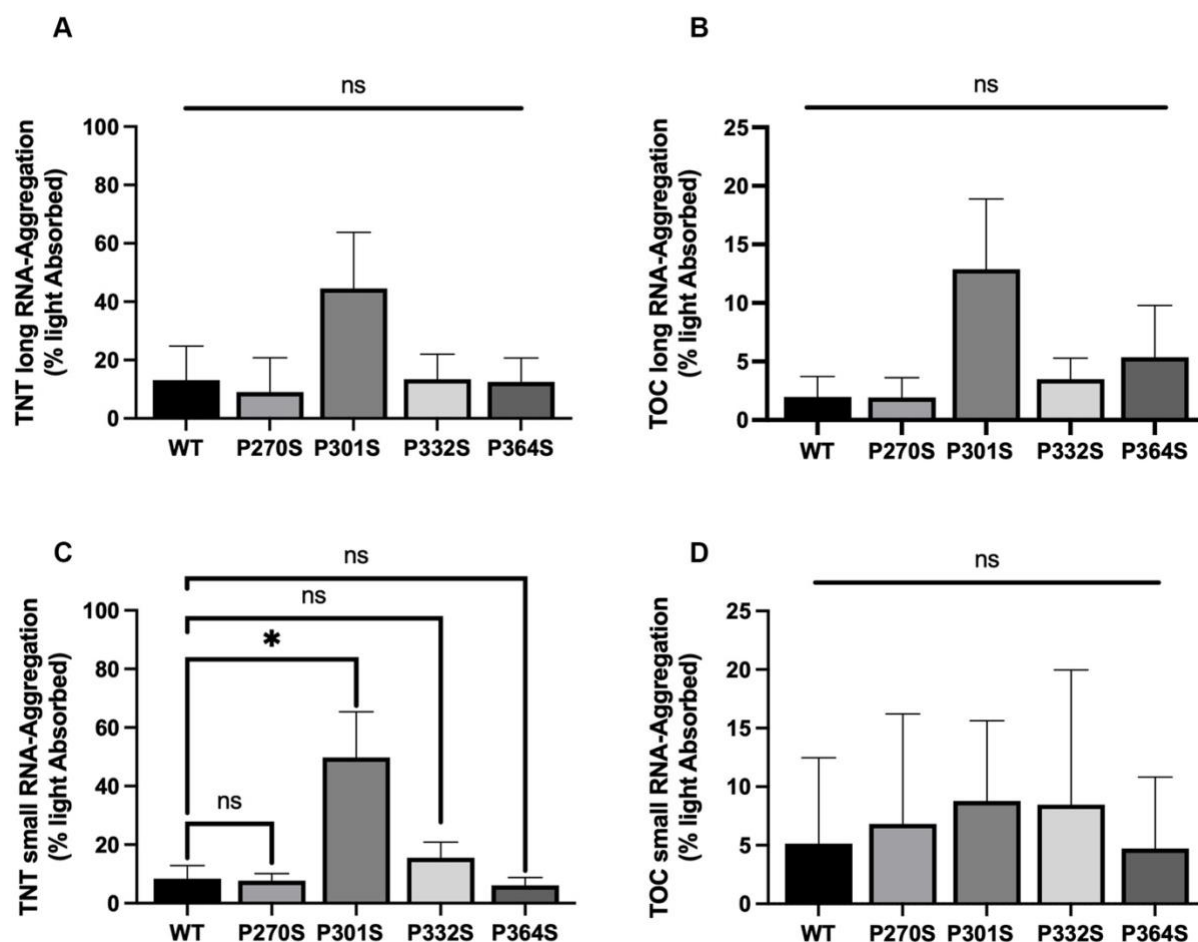 A
ns
TNT long RNA-Aggregation
(% light Absorbed)
100
80
60
40
20
0
WT P270S P301S P332S P364S
B
ns
TOC long RNA-Aggregation
(% light Absorbed)
25
20
15
10
5
0
WT P270S P301S P332S P364S
C
ns
ns
*
ns
TNT small RNA-Aggregation
(% light Absorbed)
100
80
60
40
20
0
WT P270S P301S P332S P364S
D
ns
TOC small RNA-Aggregation
(% light Absorbed)
25
20
15
10
5
0
WT P270S P301S P332S P364S